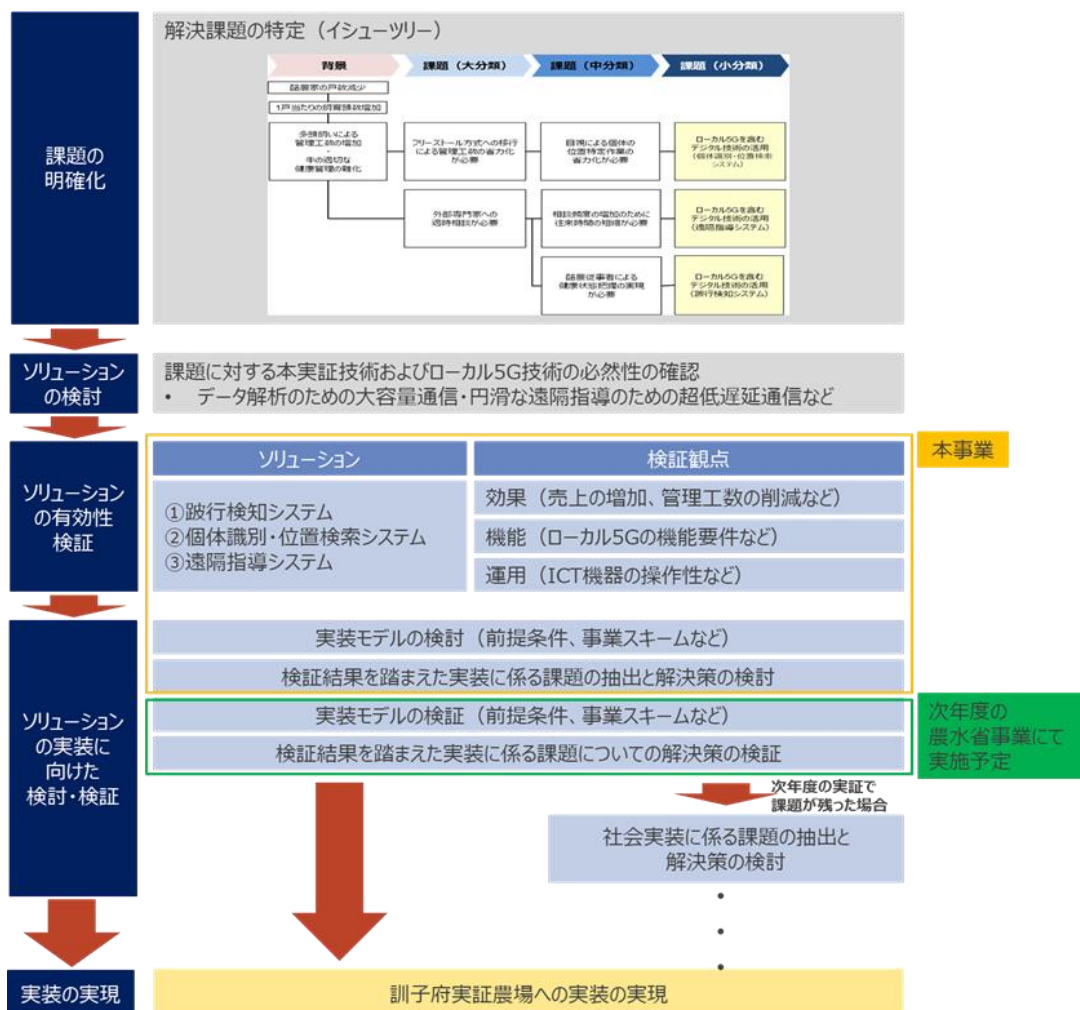 課題の
明確化
解決課題の特定（イシューツリー）
背景
課題（大分類）
課題（中分類）
課題（小分類）
酪農家の戸数減少
1戸当たりの飼育頭数増加
多頭飼いによる
管理工数の増加
・
牛の適切な
健康管理の難化
フリーストール方式への移行
による管理工数の省力化
が必要
目視による個体の
位置特定作業の
省力化が必要
ローカル5Gを含む
デジタル技術の活用
（個体識別・位置検索
システム）
外部専門家への
適時相談が必要
相談頻度の増加のために
往来時間の短縮が必要
ローカル5Gを含む
デジタル技術の活用
（遠隔指導システム）
酪農従事者による
健康状態把握の実現
が必要
ローカル5Gを含む
デジタル技術の活用
（跛行検知システム）
ソリューション
の検討
課題に対する本実証技術およびローカル5G技術の必然性の確認
• データ解析のための大容量通信・円滑な遠隔指導のための超低遅延通信など
ソリューション
の有効性
検証
ソリューション
検証観点
本事業
①跛行検知システム
②個体識別・位置検索システム
③遠隔指導システム
効果（売上の増加、管理工数の削減など）
機能（ローカル5Gの機能要件など）
運用（ICT機器の操作性など）
ソリューション
の実装に
向けた
検討・検証
実装モデルの検討（前提条件、事業スキームなど）
検証結果を踏まえた実装に係る課題の抽出と解決策の検討
実装モデルの検証（前提条件、事業スキームなど）
検証結果を踏まえた実装に係る課題についての解決策の検証
次年度の
農水省事業にて
実施予定
次年度の実証で
課題が残った場合
社会実装に係る課題の抽出と
解決策の検討
•
•
•
実装の実現
訓子府実証農場への実装の実現